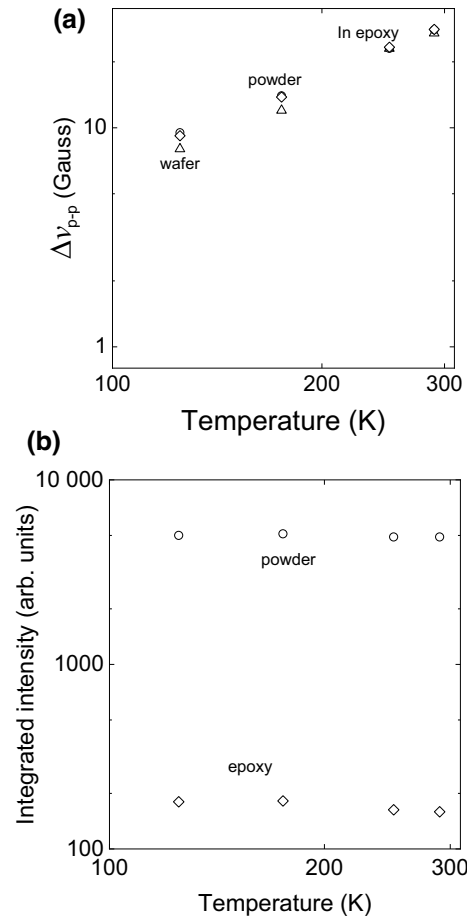 (a)
In epoxy
powder
10
wafer
Δν p-p (Gauss)
1
100
200
300
Temperature (K)
(b)
10 000
powder
1000
Integrated intensity (arb. units)
epoxy
100
100
200
300
Temperature (K)